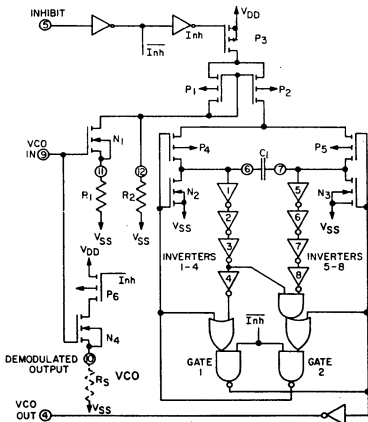 INHIBIT
5
Inh
Inh
VDD
P3
P1
P2
VCO
IN 9
N1
11
R1
VSS
12
R2
VSS
P4
P5
6
C1
7
N2
VSS
N3
VSS
1
2
3
4
5
6
7
8
INVERTERS
1-4
INVERTERS
5-8
VDD
Inh
P6
N4
DEMODULATED
OUTPUT
10
RS
VSS
VCO
Inh
GATE
1
GATE
2
VCO
OUT 4